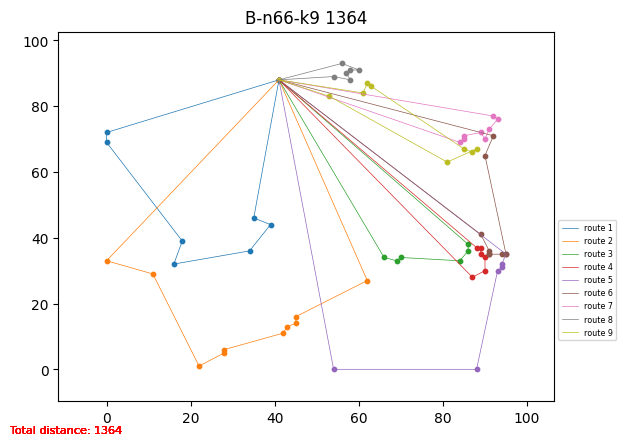 B-n66-k9 1364
100
80
60
40
20
0
0 20 40 60 80 100
route 1
route 2
route 3
route 4
route 5
route 6
route 7
route 8
route 9
Total distance: 1364